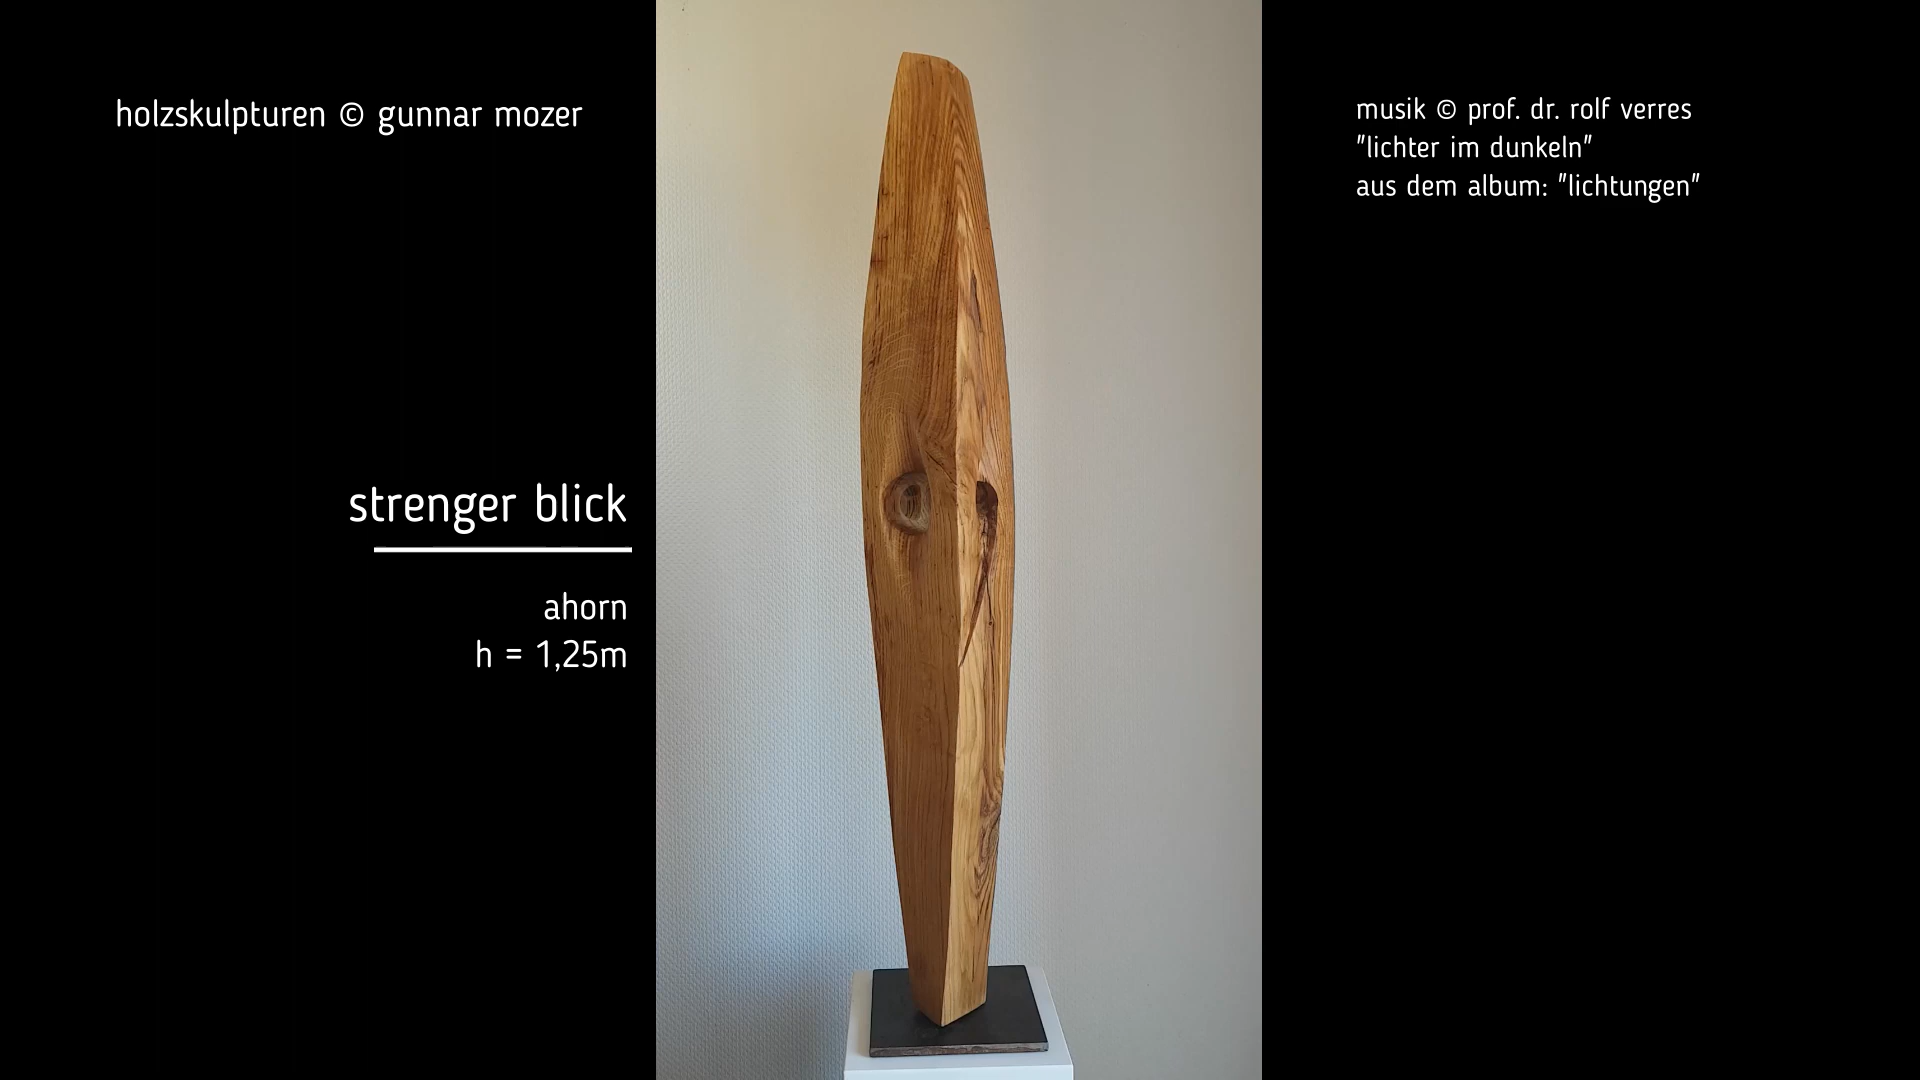 holzskulpturen © gunnar mozer
musik © prof. dr. rolf verres
"lichter im dunkeln"
aus dem album: "lichtungen"
strenger blick
ahorn
h = 1,25m